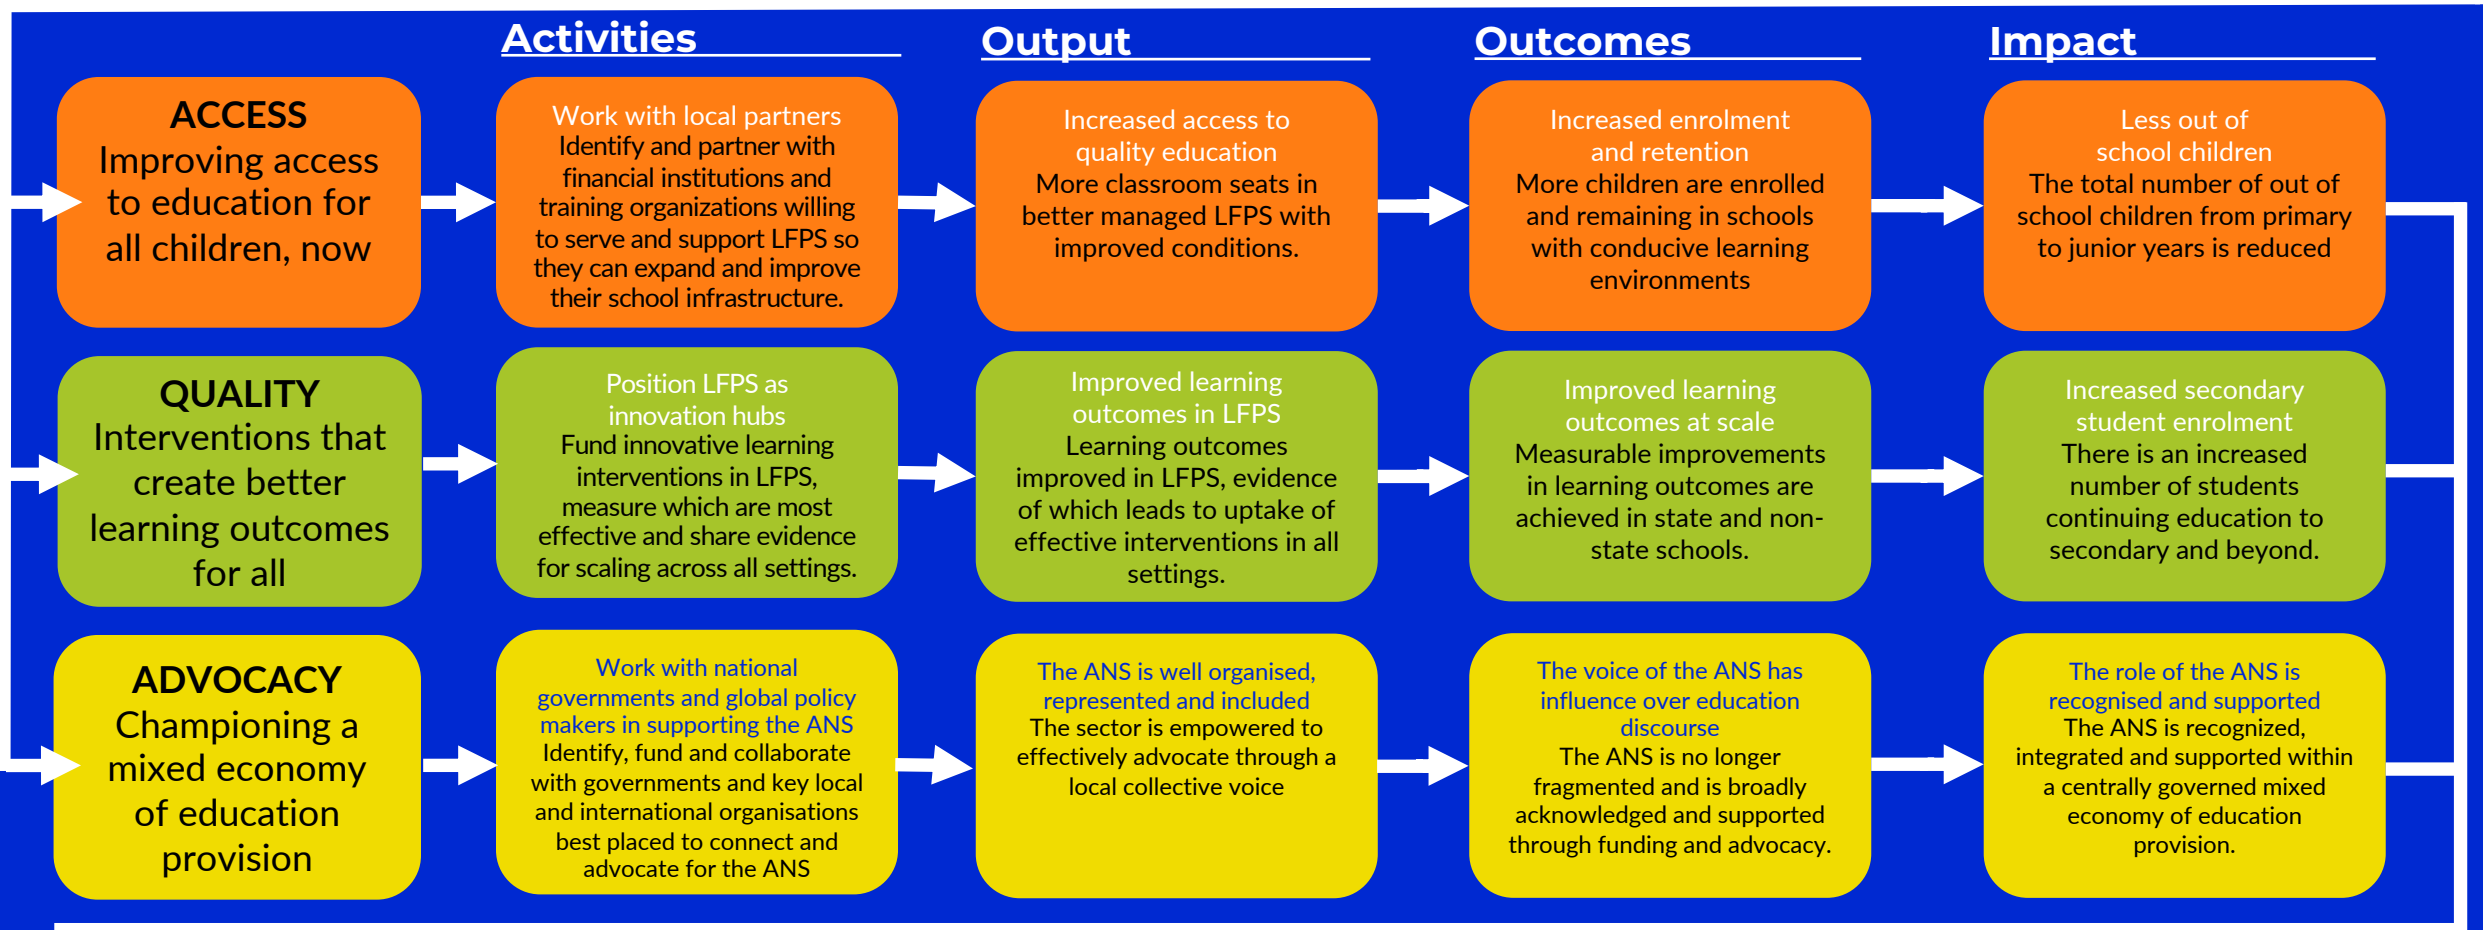 Activities
Output
Outcomes
Impact
ACCESS
Improving access
to education for
all children, now
Work with local partners
Identify and partner with
financial institutions and
training organizations willing
to serve and support LFPS so
they can expand and improve
their school infrastructure.
Increased access to
quality education
More classroom seats in
better managed LFPS with
improved conditions.
Increased enrolment
and retention
More children are enrolled
and remaining in schools
with conducive learning
environments
Less out of
school children
The total number of out of
school children from primary
to junior years is reduced
QUALITY
Interventions that
create better
learning outcomes
for all
Position LFPS as
innovation hubs
Fund innovative learning
interventions in LFPS,
measure which are most
effective and share evidence
for scaling across all settings.
Improved learning
outcomes in LFPS
Learning outcomes
improved in LFPS, evidence
of which leads to uptake of
effective interventions in all
settings.
Improved learning
outcomes at scale
Measurable improvements
in learning outcomes are
achieved in state and non-
state schools.
Increased secondary
student enrolment
There is an increased
number of students
continuing education to
secondary and beyond.
ADVOCACY
Championing a
mixed economy
of education
provision
Work with national
governments and global policy
makers in supporting the ANS
Identify, fund and collaborate
with governments and key local
and international organisations
best placed to connect and
advocate for the ANS
The ANS is well organised,
represented and included
The sector is empowered to
effectively advocate through a
local collective voice
The voice of the ANS has
influence over education
discourse
The ANS is no longer
fragmented and is broadly
acknowledged and supported
through funding and advocacy.
The role of the ANS is
recognised and supported
The ANS is recognized,
integrated and supported within
a centrally governed mixed
economy of education
provision.